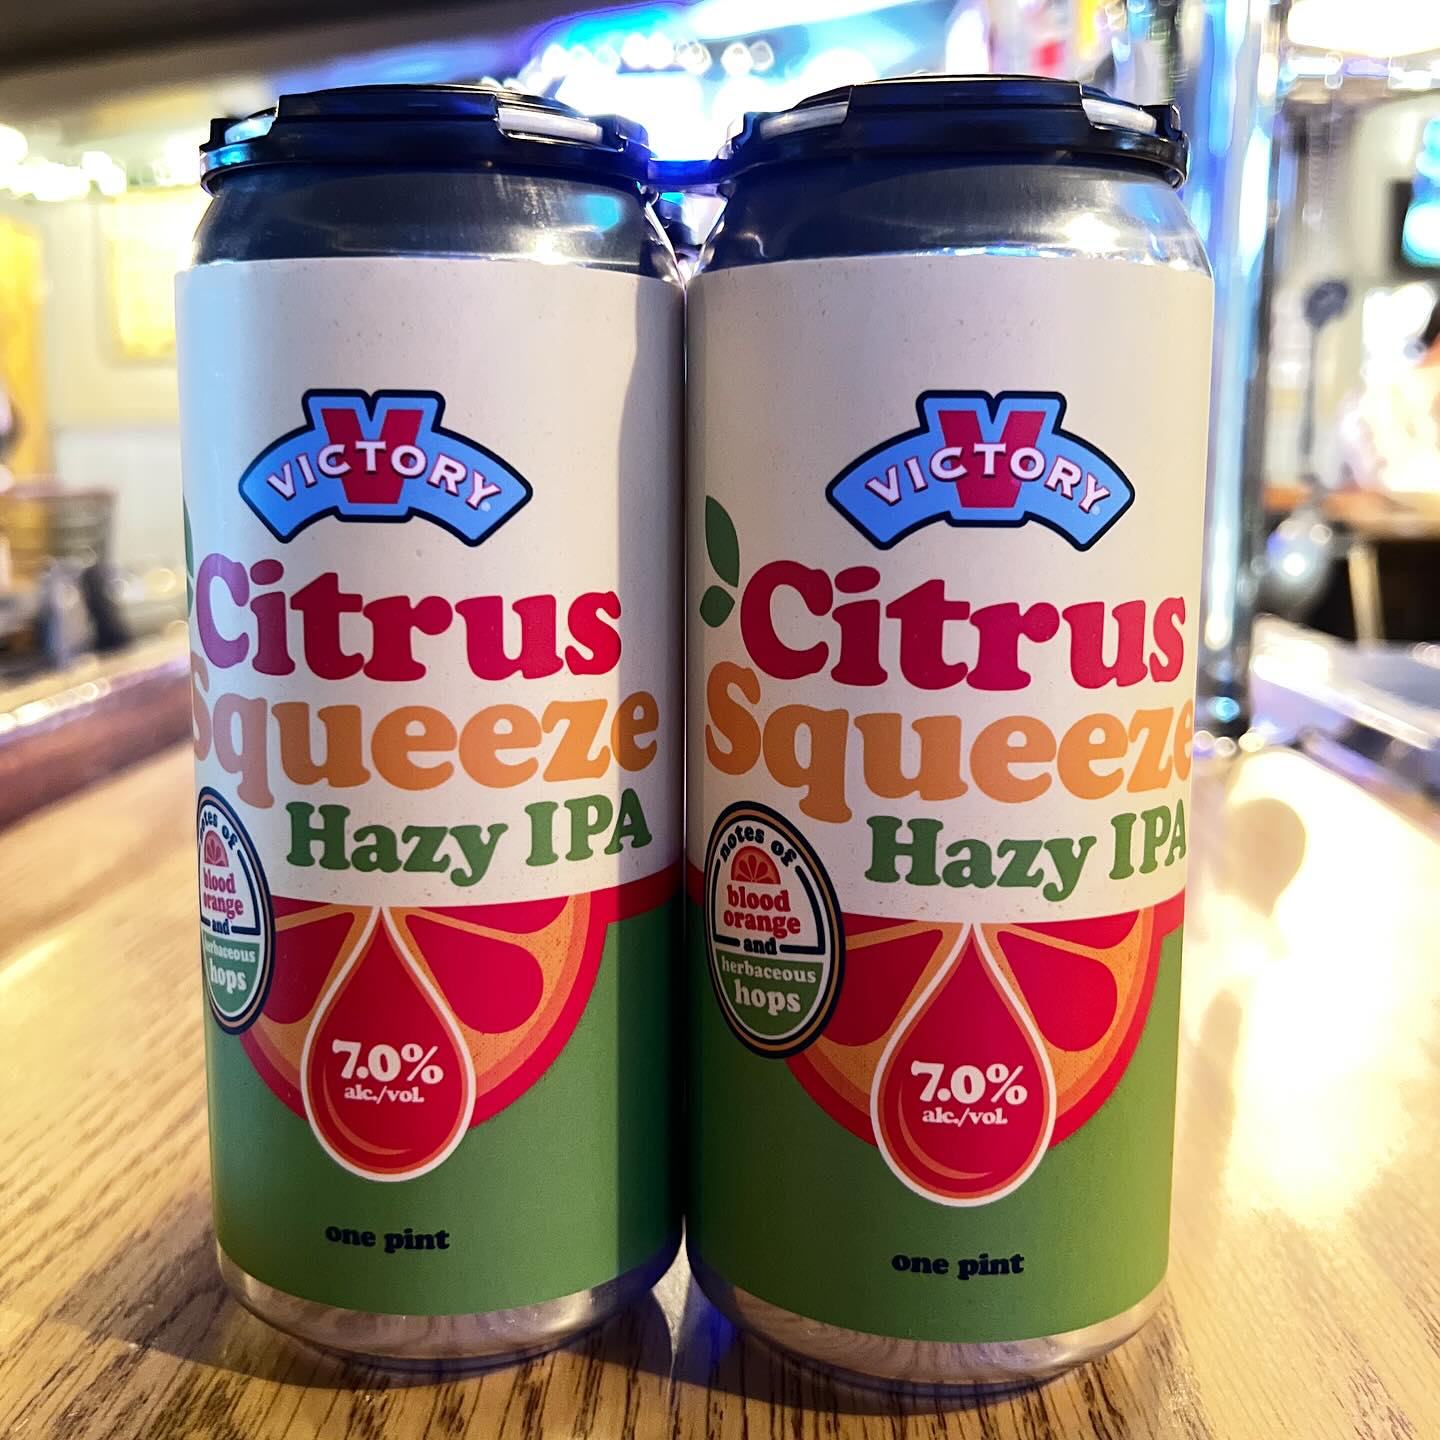 VICTORY
Citrus
Squeeze
Hazy IPA
notes of
blood
orange
and
herbaceous
hops
7.0%
alc./vol.
one pint
VICTORY
Citrus
Squeeze
Hazy IPA
notes of
blood
orange
and
herbaceous
hops
7.0%
alc./vol.
one pint